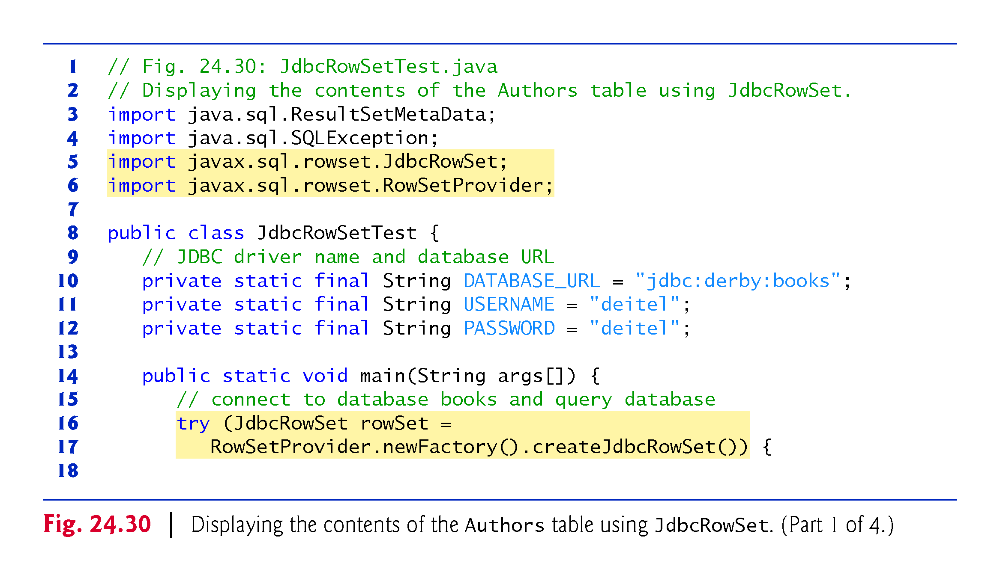 1 // Fig. 24.30: JdbcRowSetTest.java
2 // Displaying the contents of the Authors table using JdbcRowSet.
3 import java.sql.ResultSetMetaData;
4 import java.sql.SQLException;
5 import javax.sql.rowset.JdbcRowSet;
6 import javax.sql.rowset.RowSetProvider;
7
8 public class JdbcRowSetTest {
9 // JDBC driver name and database URL
10 private static final String DATABASE_URL = "jdbc:derby:books";
11 private static final String USERNAME = "deitel";
12 private static final String PASSWORD = "deitel";
13
14 public static void main(String args[]) {
15 // connect to database books and query database
16 try (JdbcRowSet rowSet =
17 RowSetProvider.newFactory().createJdbcRowSet()) {
18
Fig. 24.30 | Displaying the contents of the Authors table using JdbcRowSet. (Part 1 of 4.)